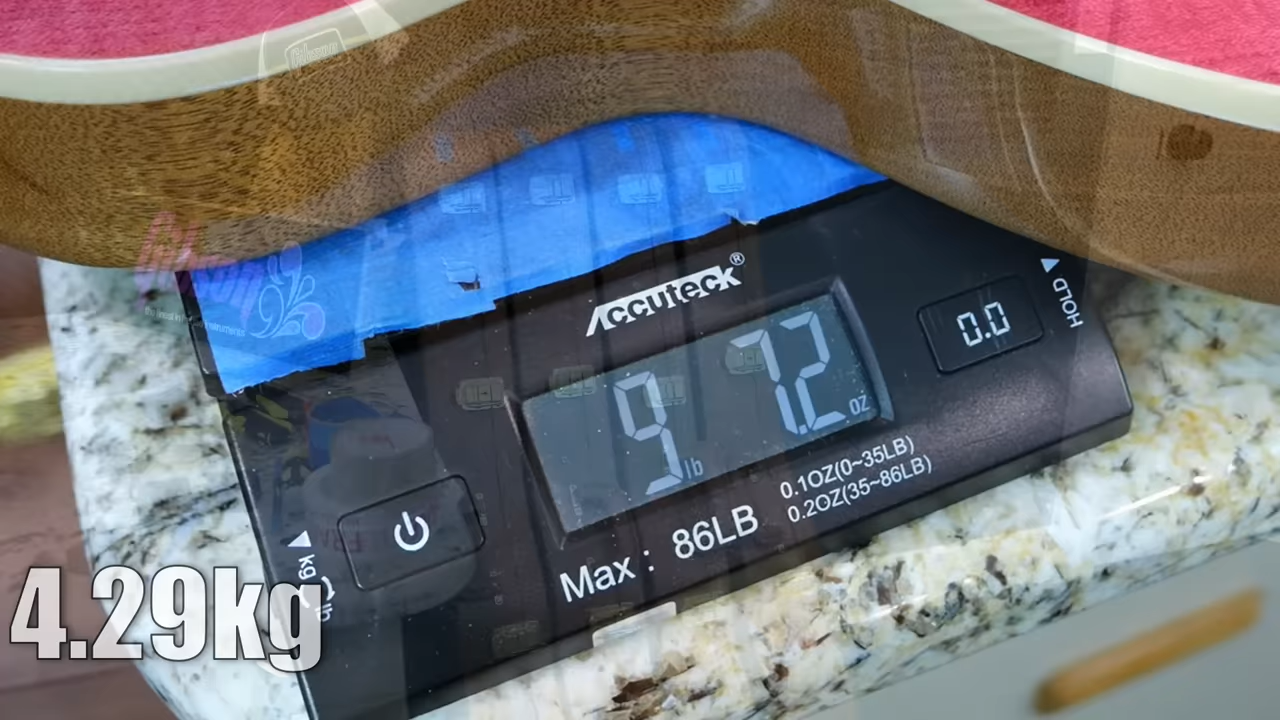 Gibson
ACCUTECK®
9 lb 7.2 OZ
0.0
HOLD
0.1OZ(0~35LB)
0.2OZ(35~86LB)
Max : 86LB
kg lb
4.29kg